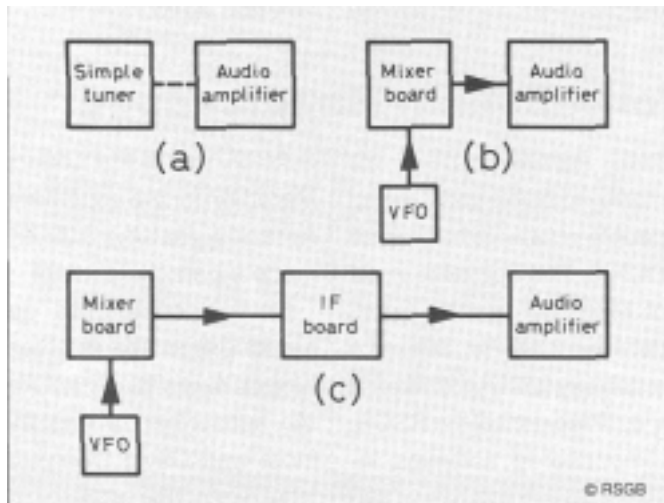 Simple
tuner
Audio
amplifier
(a)
Mixer
board
Audio
amplifier
(b)
VFO
Mixer
board
IF
board
Audio
amplifier
(c)
VFO
© RSGB